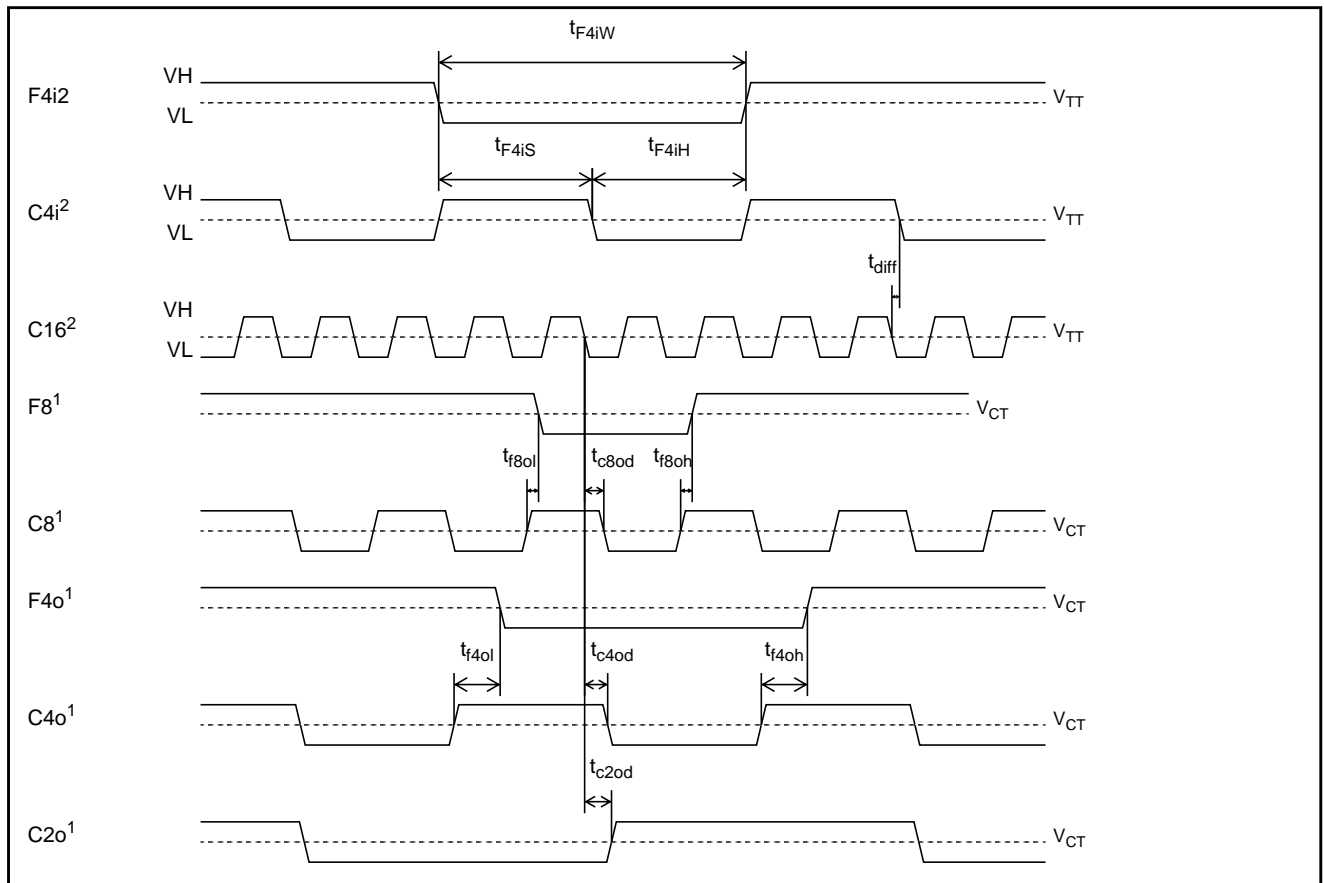 tF4iW
VH
F4i2
VTT
VL
tF4iS tF4iH
VH
C4i2
VTT
VL
tdiff
VH
C162
VTT
VL
F81
VCT
tf8ol tc8od tf8oh
C81
VCT
F4o1
VCT
tf4ol tc4od tf4oh
C4o1
VCT
tc2od
C2o1
VCT